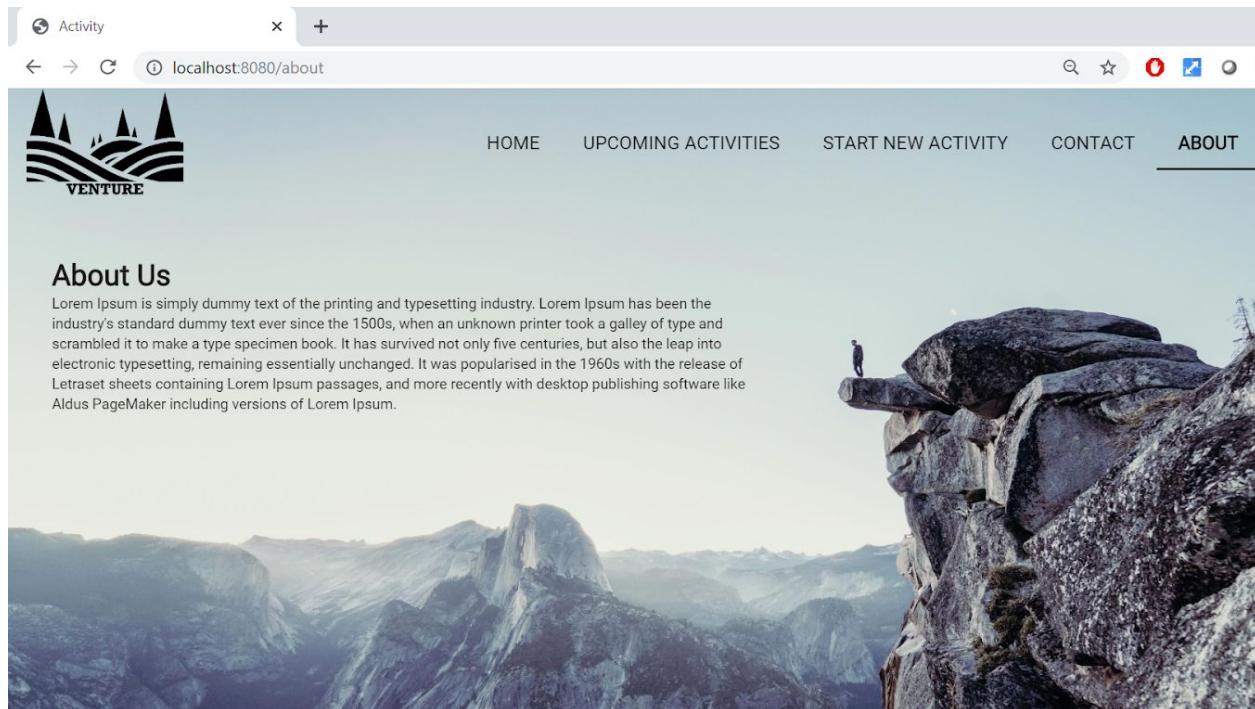 Activity
localhost:8080/about
VENTURE
HOME UPCOMING ACTIVITIES START NEW ACTIVITY CONTACT ABOUT
About Us
Lorem Ipsum is simply dummy text of the printing and typesetting industry. Lorem Ipsum has been the
industry's standard dummy text ever since the 1500s, when an unknown printer took a galley of type and
scrambled it to make a type specimen book. It has survived not only five centuries, but also the leap into
electronic typesetting, remaining essentially unchanged. It was popularised in the 1960s with the release of
Letraset sheets containing Lorem Ipsum passages, and more recently with desktop publishing software like
Aldus PageMaker including versions of Lorem Ipsum.